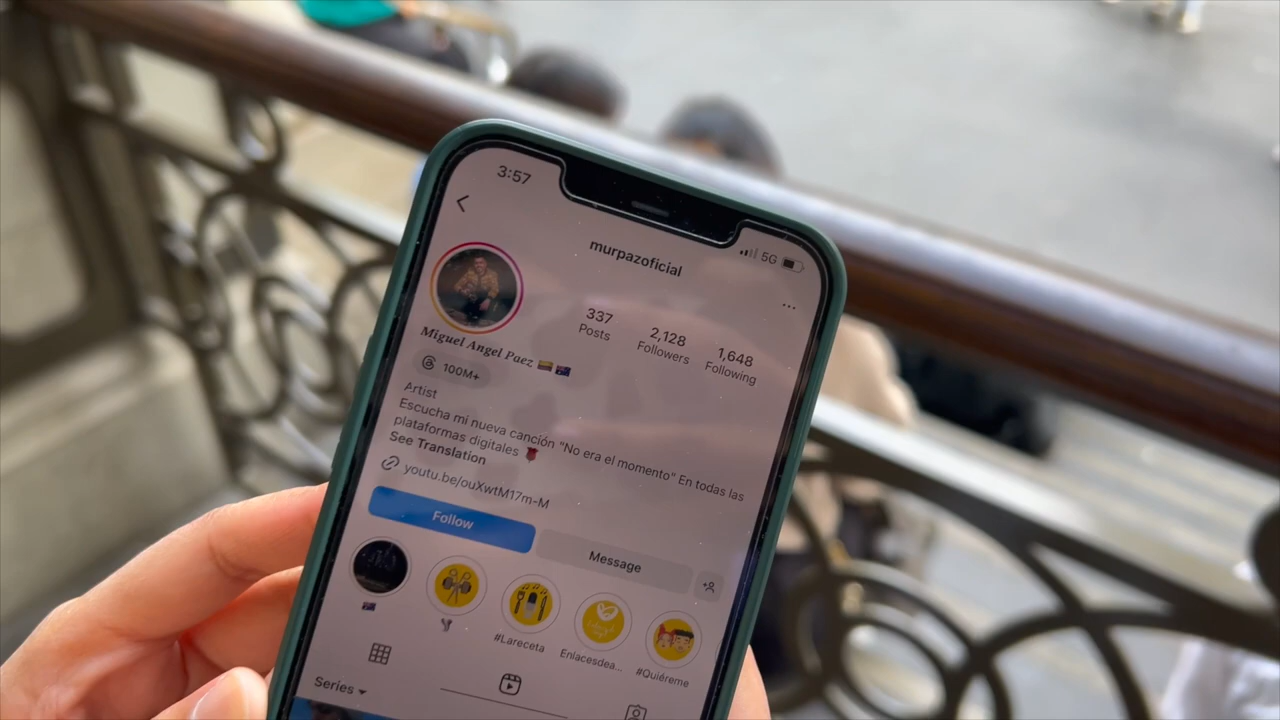 3:57
5G
murpazoficial
337
Posts
2,128
Followers
1,648
Following
Miguel Angel Paez
100M+
Artist
Escucha mi nueva canción "No era el momento" En todas las
plataformas digitales
See Translation
youtu.be/ouXwtM17m-M
Follow
Message
#Lareceta
Enlacesdea...
#Quiéreme
Series